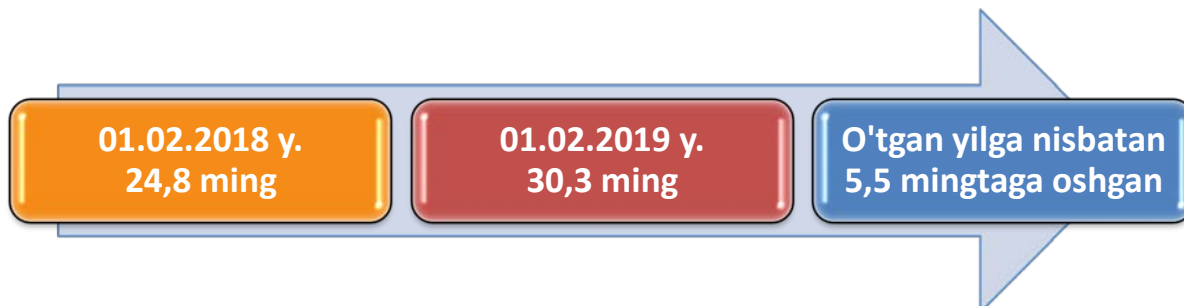 01.02.2018 y.
24,8 ming
01.02.2019 y.
30,3 ming
O'tgan yilga nisbatan
5,5 mingtaga oshgan